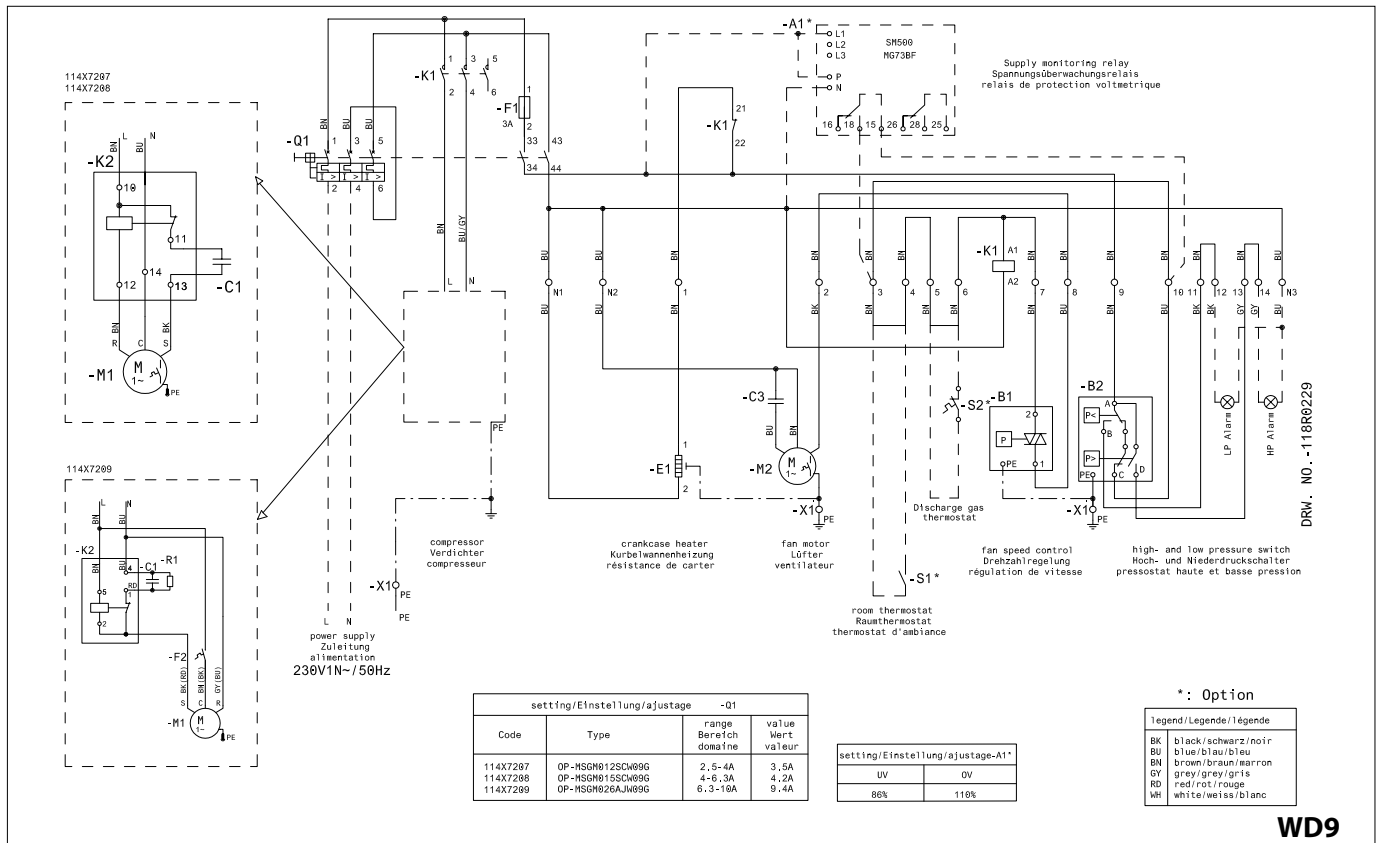 114X7207
114X7208
L N
BN
BU
-K2
10
11
14
12
13
-C1
BN
BK
R C S
-M1
M
1~
PE
114X7209
L N
BN
BU
-K2
BN
BU
4
-C1
-R1
RD
1
5
2
-F2
BK(RD)
BN(BK)
GY(BU)
S C R
-M1
M
1~
PE
-Q1
BN
BU
BU
1 3 5
I> I> I>
2 4 6
L N
power supply
Zuleitung
alimentation
230V1N~/50Hz
-K1
1 3 5
2 4 6
BN
BU/GY
L N
PE
compressor
Verdichter
compresseur
-X1
PE
PE
-F1
1
3A
2
33 43
34 44
-K1
21
22
-A1*
L1
L2
L3
P
N
SM500
MG73BF
16 18 15 26 28 25
Supply monitoring relay
Spannungsüberwachungsrelais
relais de protection voltmetrique
BU BU BN BN BN BN BN BN BN BU BN BN BN BN BN BU
-K1 A1
A2
N1 N2 1 2 3 4 5 6 7 8 9 10 11 12 13 14 N3
BU BU BN BN BN BN BN BN BN BU BN BU BK BK GY GY BU
-E1
1
2
crankcase heater
Kurbelwannenheizung
résistance de carter
-C3
BU
BN
-M2
M
1~
-X1
PE
fan motor
Lüfter
ventilateur
-S1*
room thermostat
Raumthermostat
thermostat d'ambiance
-S2*
Discharge gas
thermostat
-B1
2
P
PE
1
fan speed control
Drehzahlregelung
régulation de vitesse
-B2
A
P<
B
P>
PE
C
D
-X1
PE
high- and low pressure switch
Hoch- und Niederdruckschalter
pressostat haute et basse pression
LP Alarm
HP Alarm
DRW. NO.-118R0229
setting/Einstellung/ajustage -Q1
Code Type range Bereich domaine value Wert valeur
114X7207 OP-MSGM012SCW09G 2,5-4A 3.5A
114X7208 OP-MSGM015SCW09G 4-6.3A 4.2A
114X7209 OP-MSGM026AJW09G 6.3-10A 9.4A
setting/Einstellung/ajustage-A1*
UV OV
86% 110%
*: Option
legend/Legende/légende
BK black/schwarz/noir
BU blue/blau/bleu
BN brown/braun/marron
GY grey/grey/gris
RD red/rot/rouge
WH white/weiss/blanc
WD9